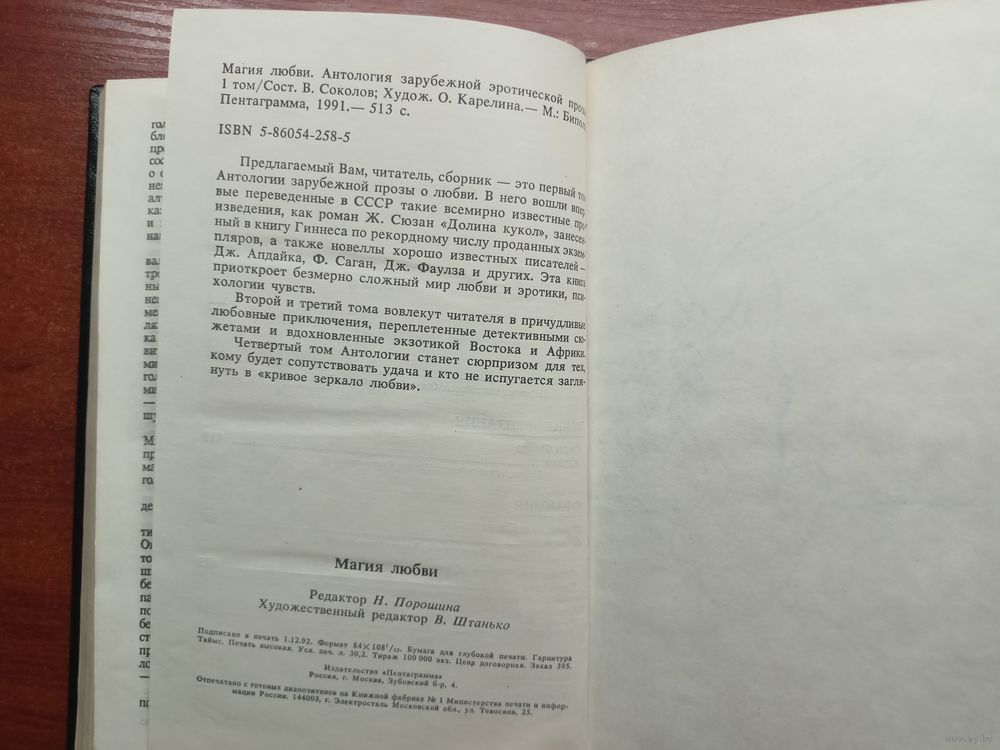 Магия любви. Антология зарубежной эротической прозы
1 том/Сост. В. Соколов; Худож. О. Карелина.— М.: Бипол
Пентаграмма, 1991.— 513 с.
ISBN 5-86054-258-5
Предлагаемый Вам, читатель, сборник — это первый том
Антологии зарубежной прозы о любви. В него вошли впер
вые переведенные в СССР такие всемирно известные про
изведения, как роман Ж. Сюзан «Долина кукол», занесен
ный в книгу Гиннеса по рекордному числу проданных экзем-
пляров, а также новеллы хорошо известных писателей —
Дж. Апдайка, Ф. Саган, Дж. Фаулза и других. Эта книга
приоткроет безмерно сложный мир любви и эротики, пси-
хологии чувств.
Второй и третий тома вовлекут читателя в причудливые
любовные приключения, переплетенные детективными сю-
жетами и вдохновленные экзотикой Востока и Африки.
Четвертый том Антологии станет сюрпризом для тех,
кому будет сопутствовать удача и кто не испугается загля-
нуть в «кривое зеркало любви».
Магия любви
Редактор Н. Порошина
Художественный редактор В. Штанько
Подписано в печать 1.12.92. Формат 84×108¹/₃₂. Бумага для глубокой печати. Гарнитура
Таймс. Печать высокая. Усл. печ. л. 30,2. Тираж 100 000 экз. Цена договорная. Заказ 395.
Издательство «Пентаграмма»
Россия, г. Москва, Зубовский б-р, 4.
Отпечатано с готовых диапозитивов на Книжной фабрике № 1 Министерства печати и инфор-
мации России. 144003, г. Электросталь Московской обл., ул. Тевосяна, 25.
www.ay.by